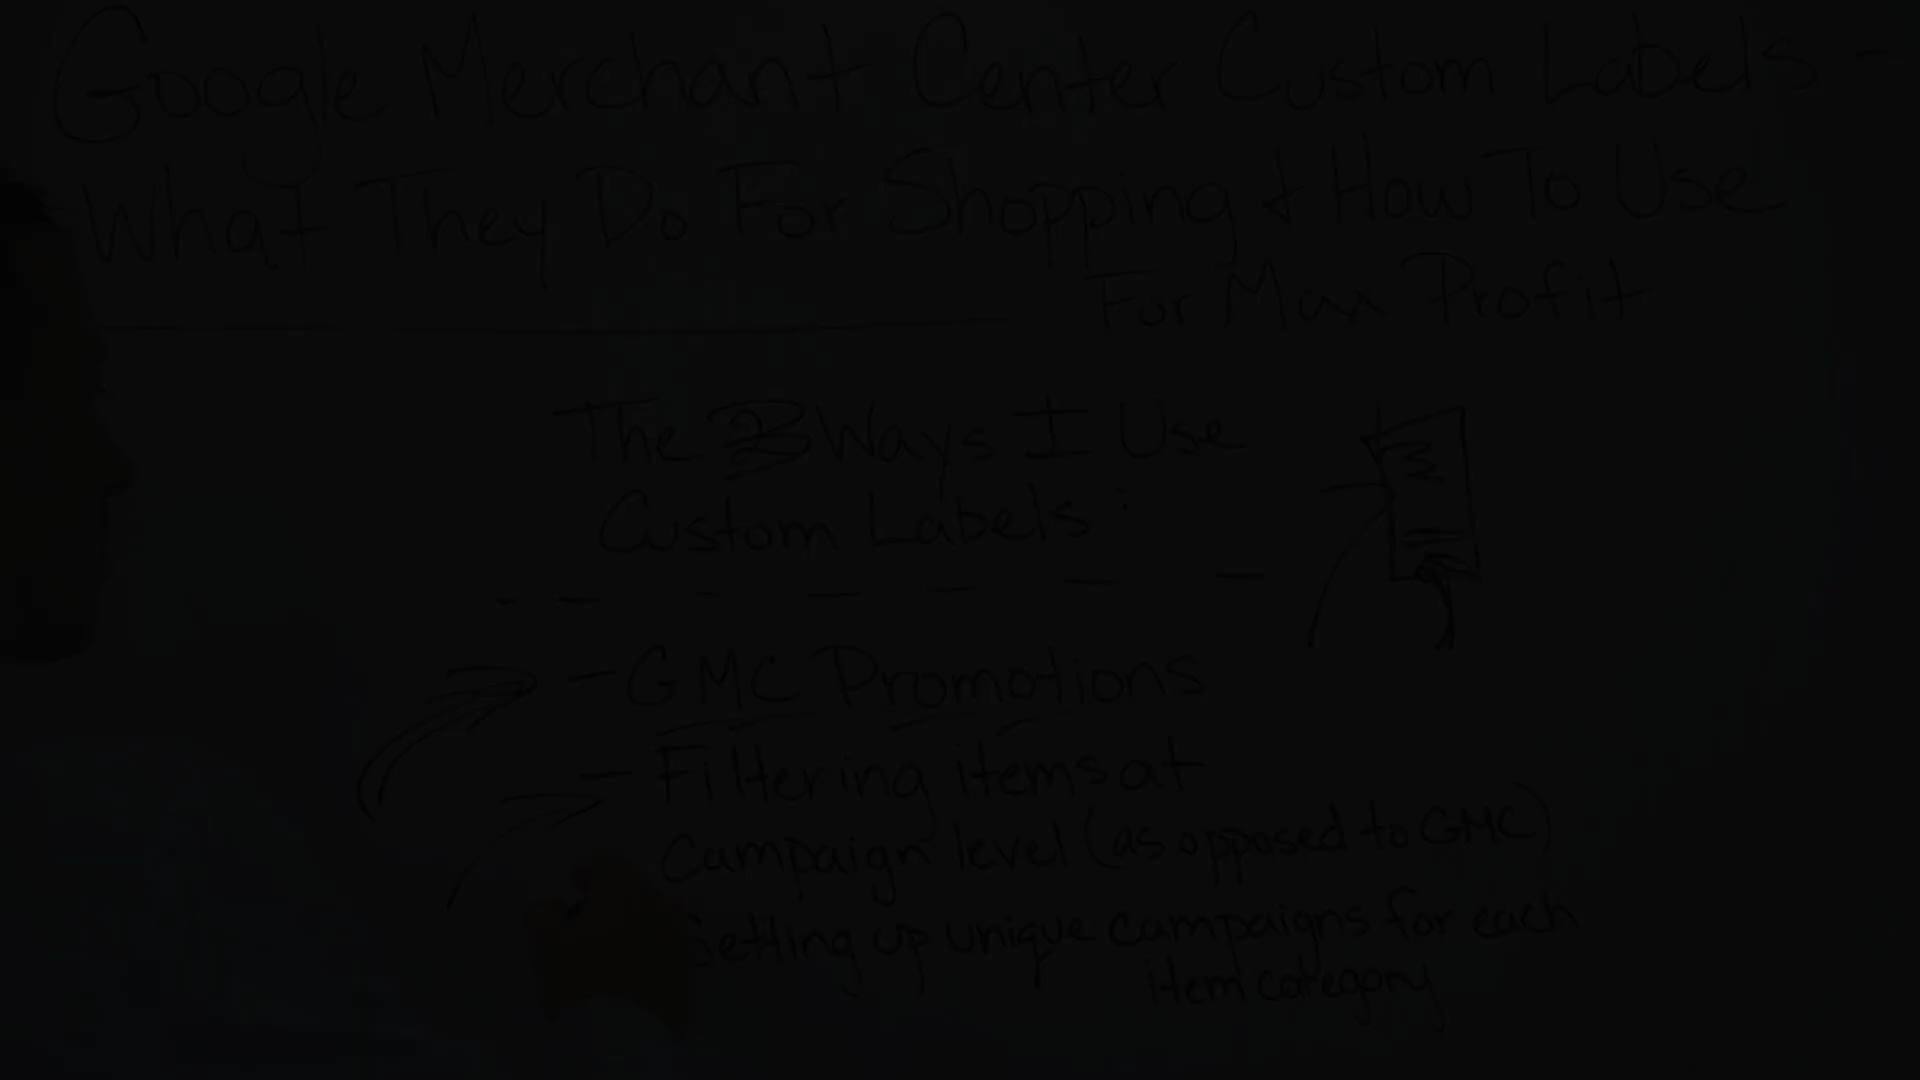 Google Merchant Center Custom Labels -
What They Do For Shopping & How To Use
For Max Profit
The 3 Ways I Use
Custom Labels:
- GMC Promotions
- Filtering items at
Campaign level (as opposed to GMC)
Setting up unique campaigns for each
item category